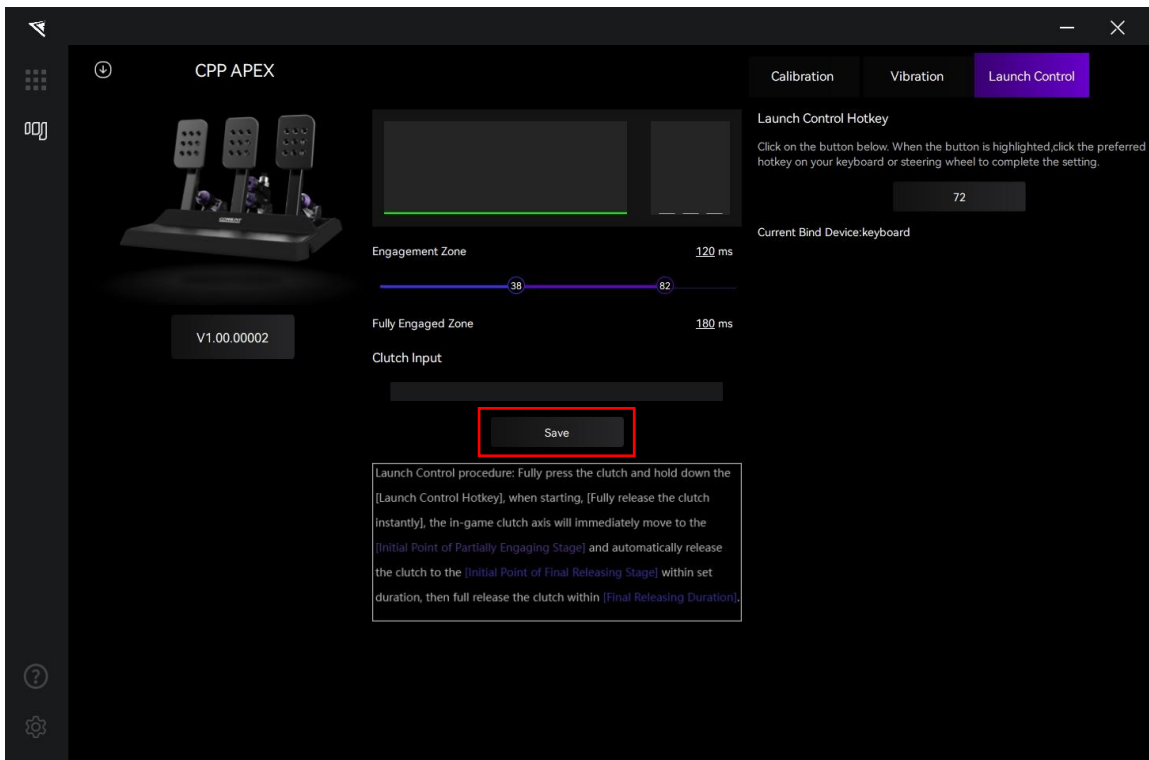 CPP APEX
V1.00.00002
Engagement Zone 120 ms
38 82
Fully Engaged Zone 180 ms
Clutch Input
Save
Launch Control procedure: Fully press the clutch and hold down the
[Launch Control Hotkey], when starting, [Fully release the clutch
instantly], the in-game clutch axis will immediately move to the
[Initial Point of Partially Engaging Stage] and automatically release
the clutch to the [Initial Point of Final Releasing Stage] within set
duration, then full release the clutch within [Final Releasing Duration].
Calibration Vibration Launch Control
Launch Control Hotkey
Click on the button below. When the button is highlighted,click the preferred
hotkey on your keyboard or steering wheel to complete the setting.
72
Current Bind Device:keyboard